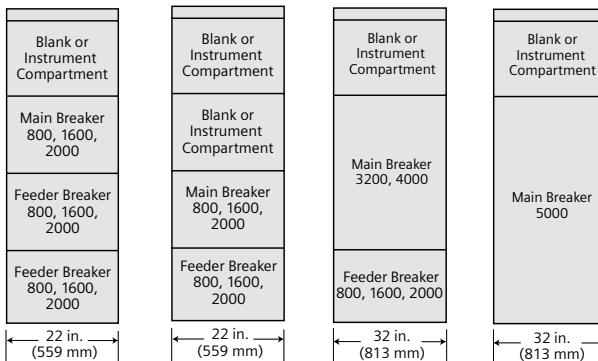 Blank or
Instrument
Compartment
Main Breaker
800, 1600,
2000
Feeder Breaker
800, 1600,
2000
Feeder Breaker
800, 1600,
2000
22 in.
(559 mm)
Blank or
Instrument
Compartment
Blank or
Instrument
Compartment
Main Breaker
800, 1600,
2000
Feeder Breaker
800, 1600,
2000
22 in.
(559 mm)
Blank or
Instrument
Compartment
Main Breaker
3200, 4000
Feeder Breaker
800, 1600, 2000
32 in.
(813 mm)
Blank or
Instrument
Compartment
Main Breaker
5000
32 in.
(813 mm)